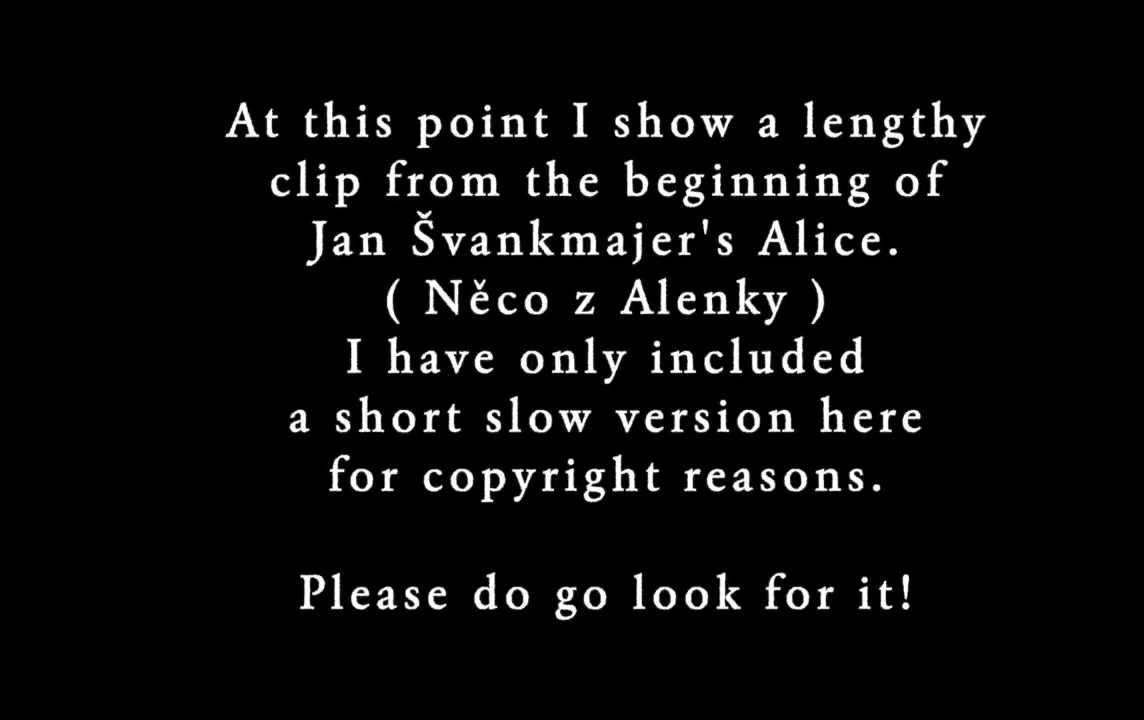 At this point I show a lengthy
clip from the beginning of
Jan Švankmajer's Alice.
( Něco z Alenky )
I have only included
a short slow version here
for copyright reasons.
Please do go look for it!